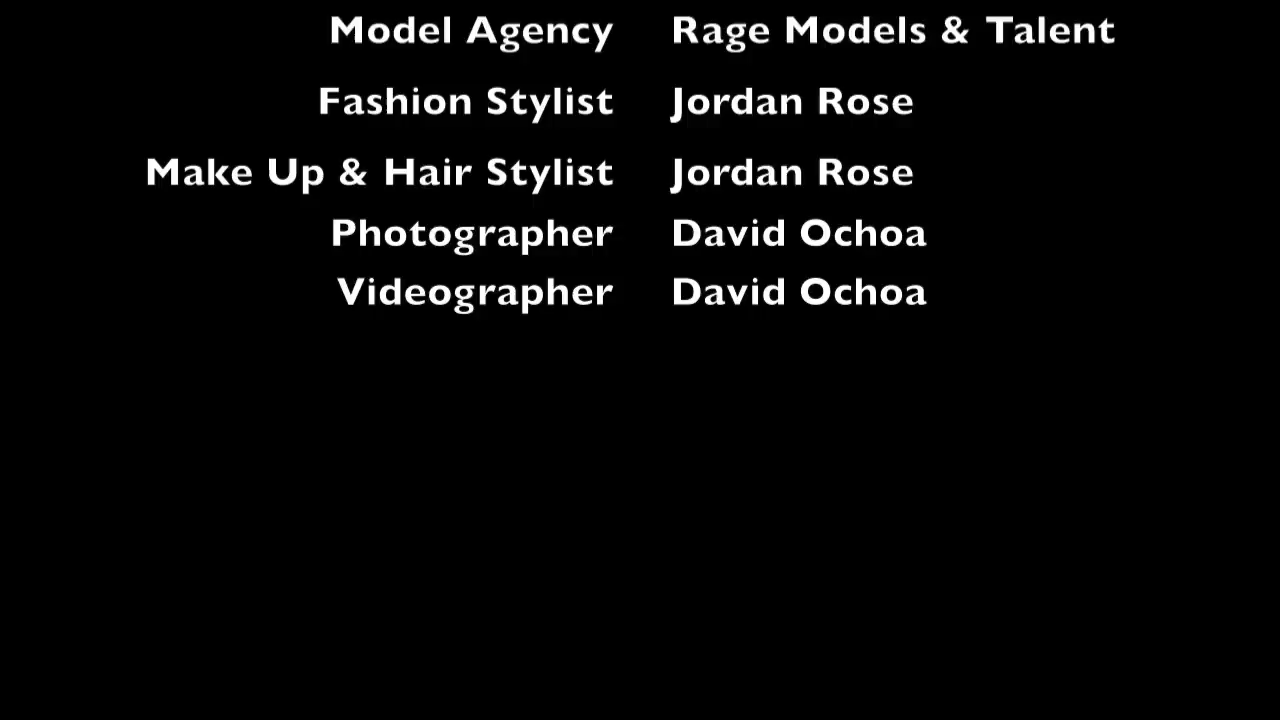 Model Agency Rage Models & Talent
Fashion Stylist Jordan Rose
Make Up & Hair Stylist Jordan Rose
Photographer David Ochoa
Videographer David Ochoa